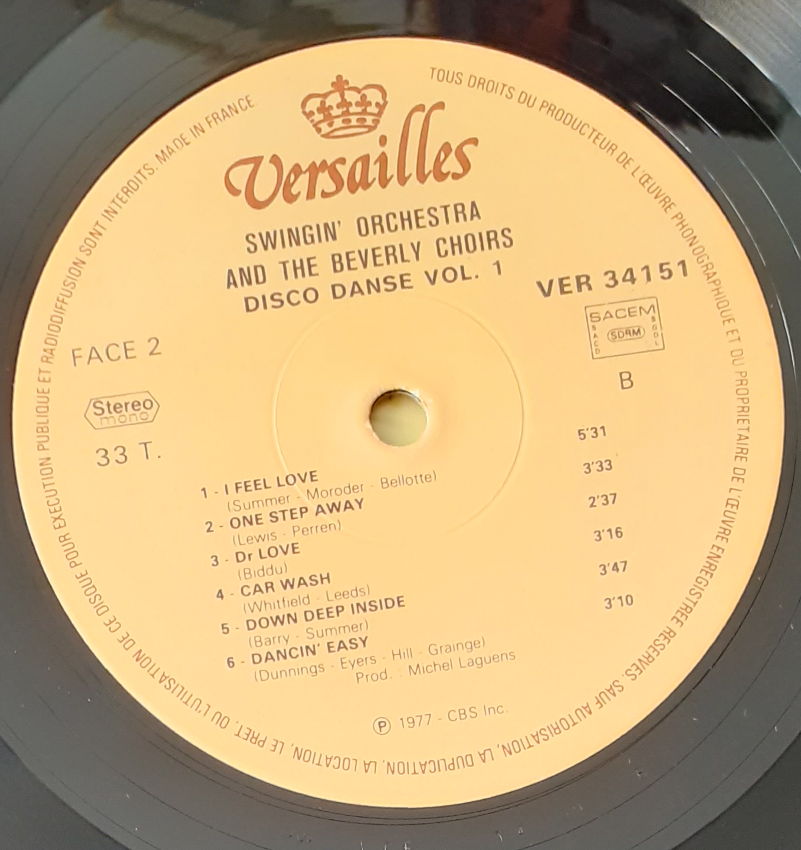 TOUS DROITS DU PRODUCTEUR DE L'ŒUVRE PHONOGRAPHIQUE ET DU PROPRIETAIRE DE L'ŒUVRE ENREGISTREE RESERVES. SAUF AUTORISATION, LA DUPLICATION, LA LOCATION, LE PRET, OU L'UTILISATION DE CE DISQUE POUR EXECUTION PUBLIQUE ET RADIODIFFUSION SONT INTERDITS. MADE IN FRANCE
Versailles
SWINGIN' ORCHESTRA
AND THE BEVERLY CHOIRS
DISCO DANSE VOL. 1
VER 34151
FACE 2
SACEM
SACD
SDRM
SGDL
B
Stereo
mono
33 T.
1 - I FEEL LOVE 5'31
(Summer - Moroder - Bellotte)
2 - ONE STEP AWAY 3'33
(Lewis - Perren)
3 - Dr LOVE 2'37
(Biddu)
4 - CAR WASH 3'16
(Whitfield - Leeds)
5 - DOWN DEEP INSIDE 3'47
(Barry - Summer)
6 - DANCIN' EASY 3'10
(Dunnings - Eyers - Hill - Grainge)
Prod. : Michel Laguens
℗ 1977 - CBS Inc.